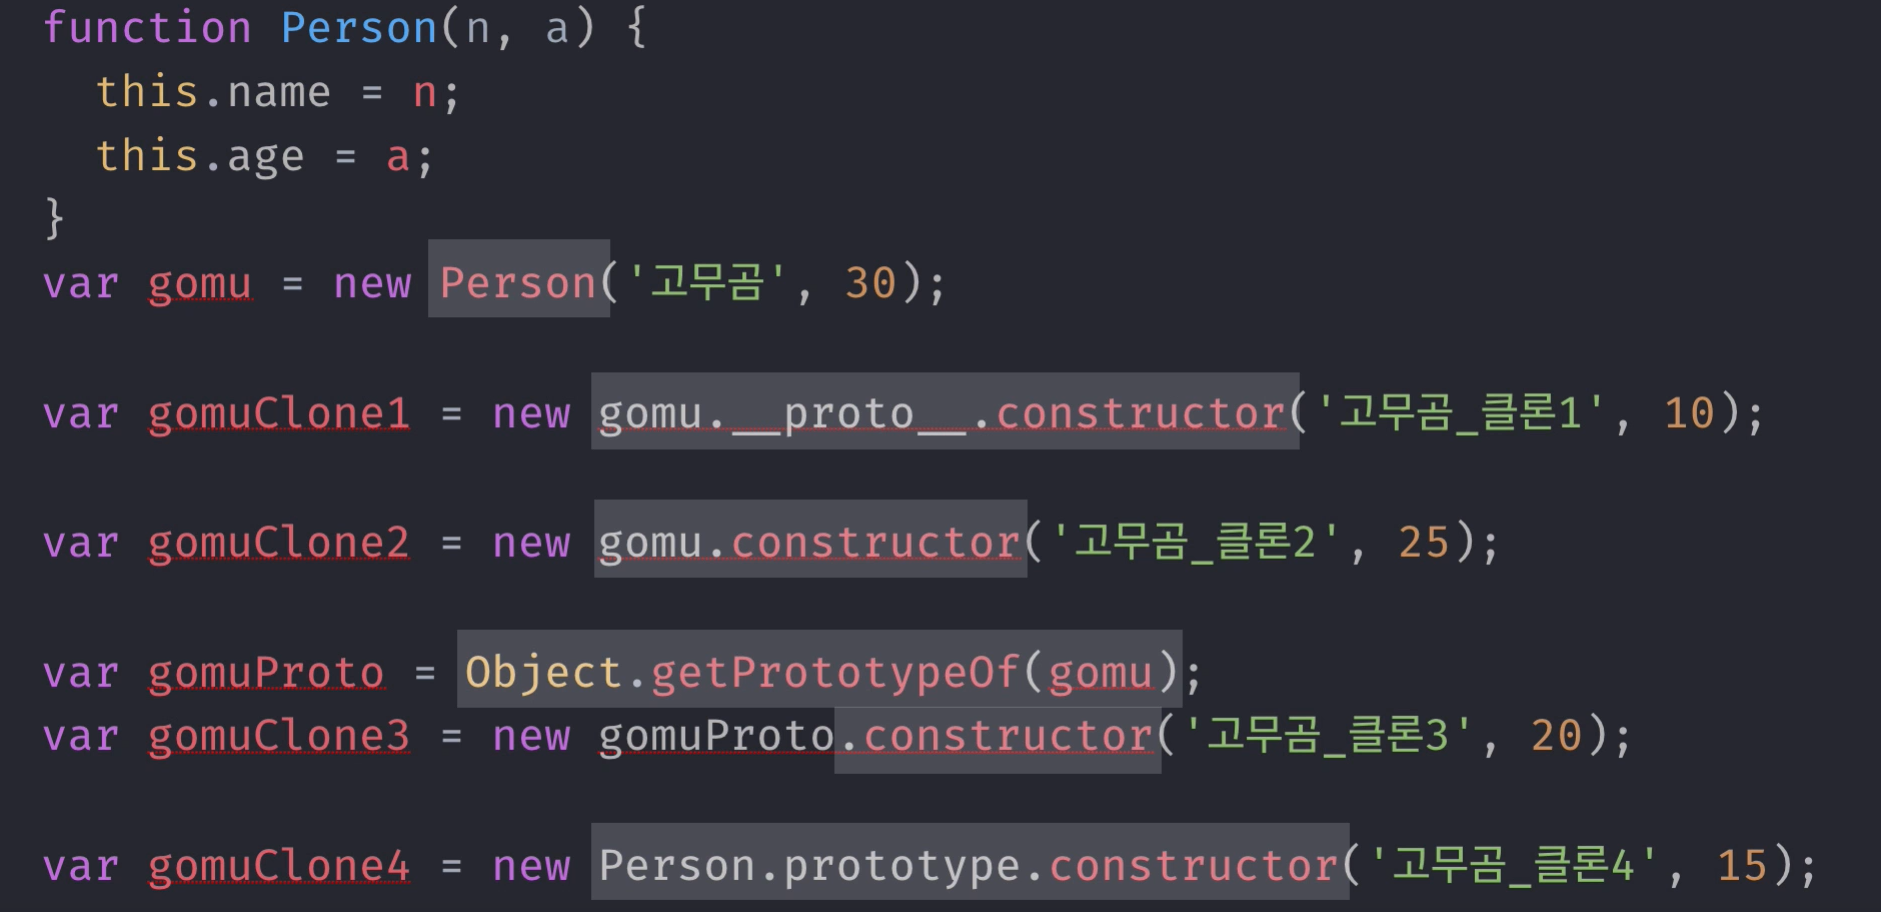 function Person(n, a) {
this.name = n;
this.age = a;
}
var gomu = new Person('고무곰', 30);
var gomuClone1 = new gomu.__proto__.constructor('고무곰_클론1', 10);
var gomuClone2 = new gomu.constructor('고무곰_클론2', 25);
var gomuProto = Object.getPrototypeOf(gomu);
var gomuClone3 = new gomuProto.constructor('고무곰_클론3', 20);
var gomuClone4 = new Person.prototype.constructor('고무곰_클론4', 15);